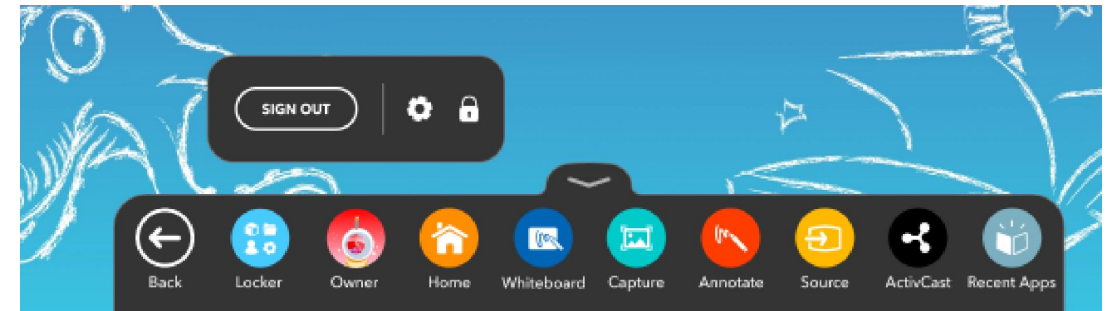 SIGN OUT
Back Locker Owner Home Whiteboard Capture Annotate Source ActivCast Recent Apps